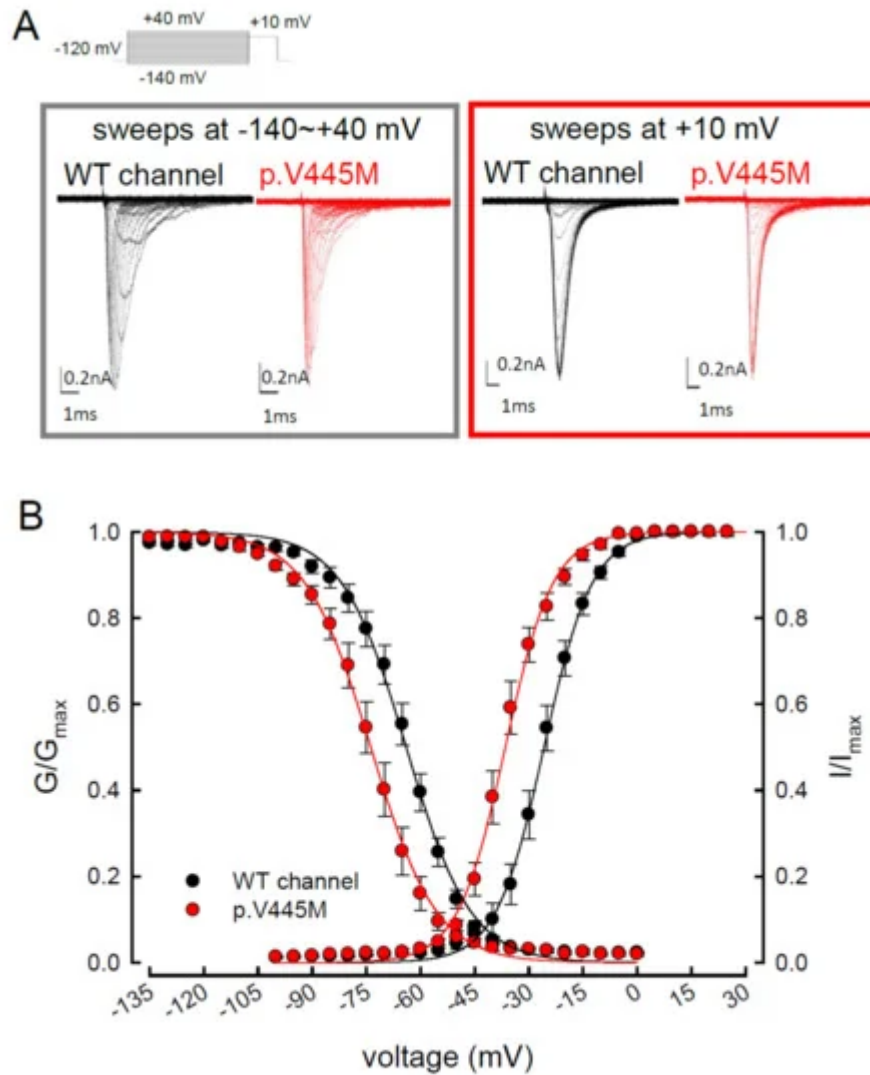 A
+40 mV
+10 mV
-120 mV
-140 mV
sweeps at -140~+40 mV
WT channel
p.V445M
0.2nA
1ms
0.2nA
1ms
sweeps at +10 mV
WT channel
p.V445M
0.2nA
1ms
0.2nA
1ms
B
G/Gmax
1.0
0.8
0.6
0.4
0.2
0.0
WT channel
p.V445M
1.0
0.8
0.6
0.4
0.2
0.0
I/Imax
-135 -120 -105 -90 -75 -60 -45 -30 -15 0 15 30
voltage (mV)